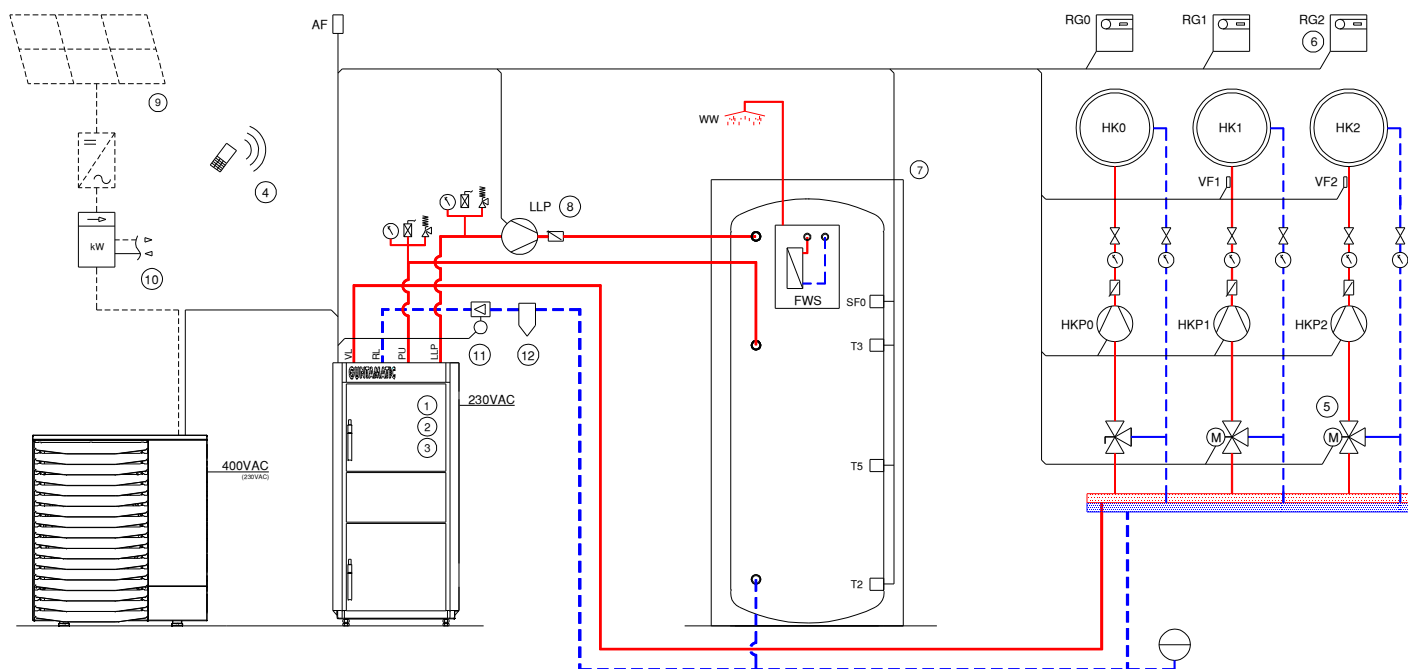 AF
RG0
RG1
RG2
6
9
4
WW
HK0
HK1
HK2
7
LLP
8
VF1
VF2
kW
10
FWS
SF0
HKP0
HKP1
HKP2
T3
11
12
VL
RL
PU
LLP
GUNTAMATIC
1
2
3
230VAC
5
M
M
400VAC
(230VAC)
T5
T2